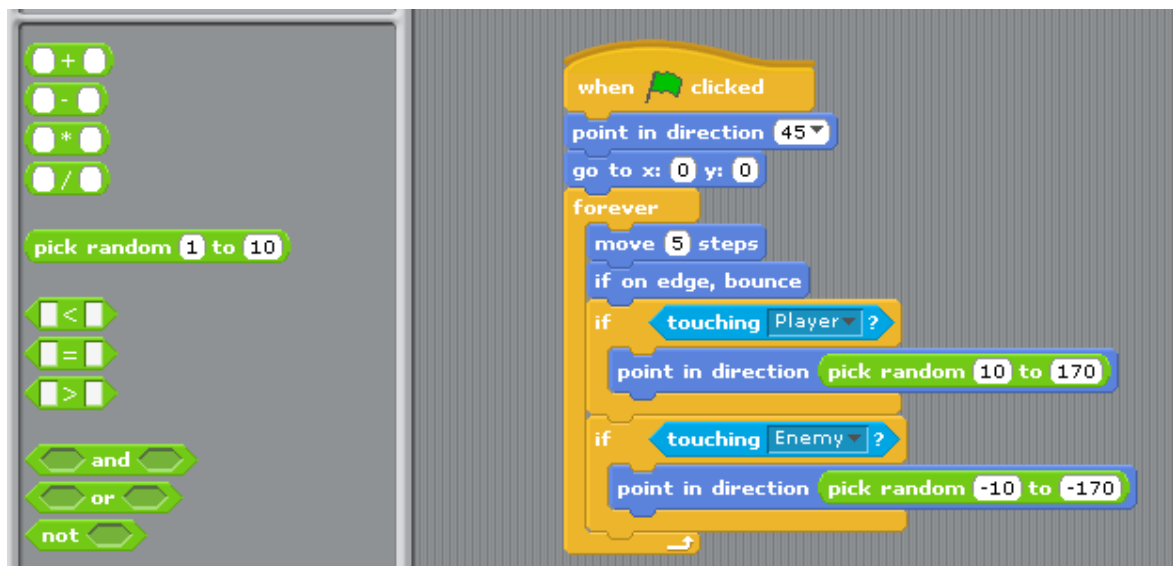 +
-
*
/
pick random 1 to 10
<
=
>
and
or
not
when clicked
point in direction 45
go to x: 0 y: 0
forever
move 5 steps
if on edge, bounce
if touching Player ?
point in direction pick random 10 to 170
if touching Enemy ?
point in direction pick random -10 to -170